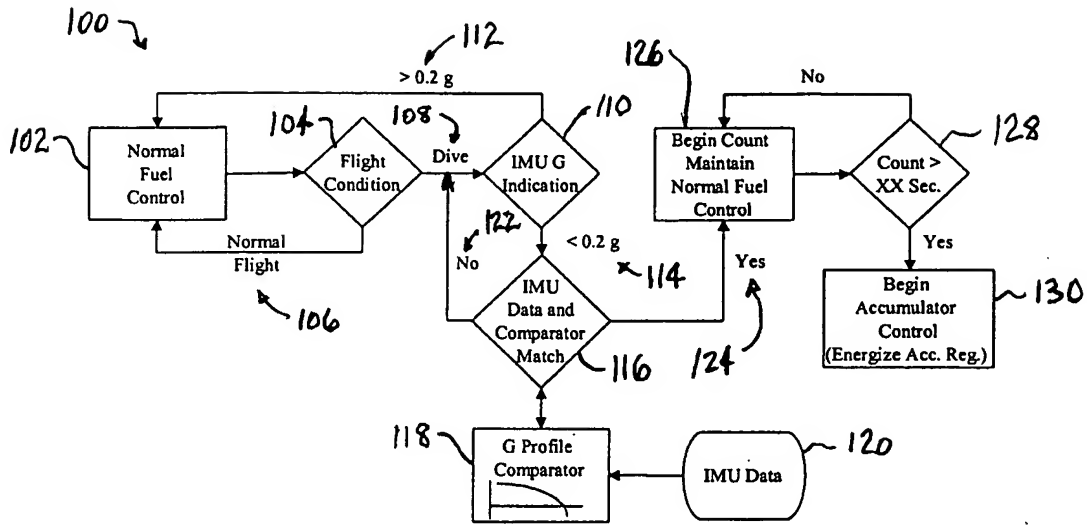 100
112
> 0.2 g
102
Normal
Fuel
Control
104
Flight
Condition
108
Dive
110
IMU G
Indication
Normal
Flight
106
122
No
< 0.2 g
114
IMU
Data and
Comparator
Match
116
Yes
124
118
G Profile
Comparator
IMU Data
120
126
Begin Count
Maintain
Normal Fuel
Control
No
Count >
XX Sec.
128
Yes
Begin
Accumulator
Control
(Energize Acc. Reg.)
130